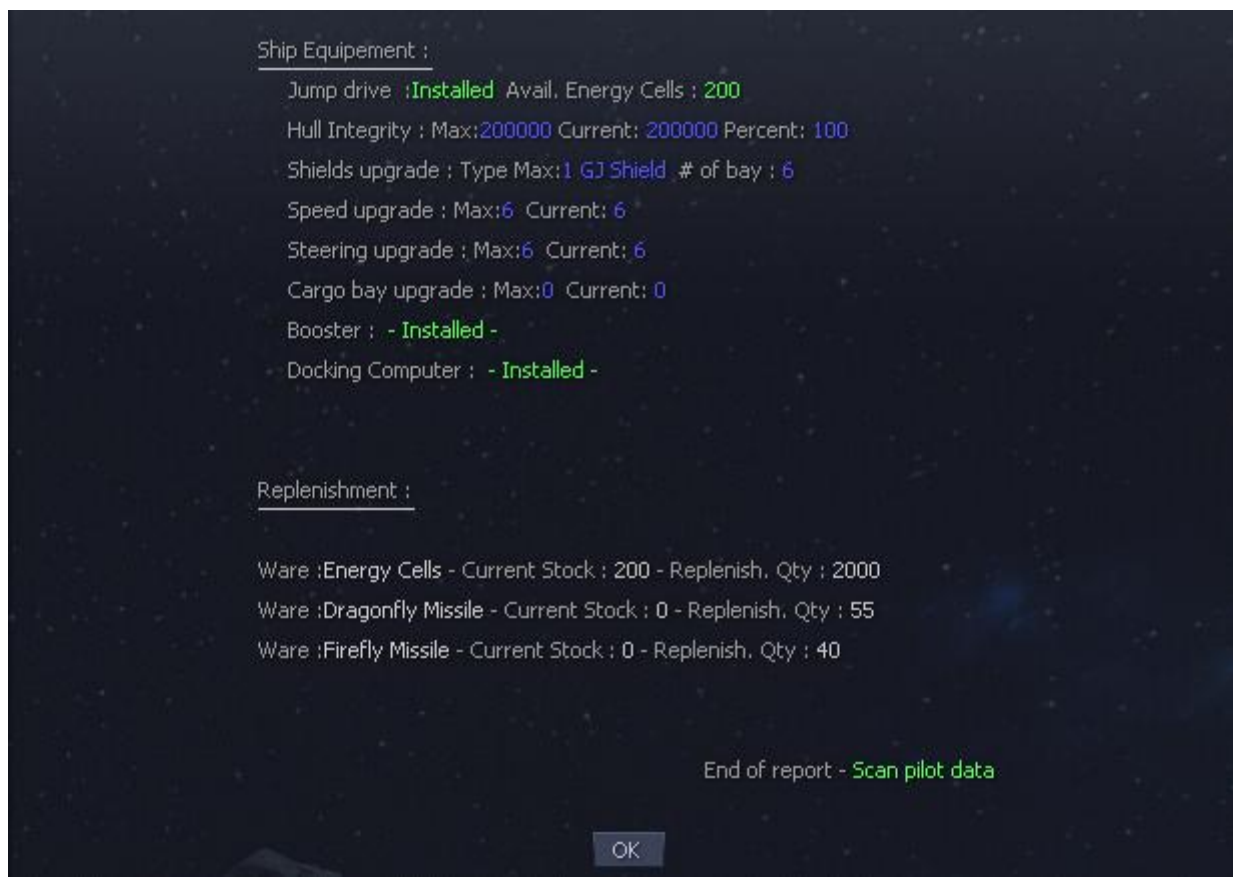 Ship Equipement :
Jump drive :Installed Avail. Energy Cells : 200
Hull Integrity : Max:200000 Current: 200000 Percent: 100
Shields upgrade : Type Max:1 GJ Shield # of bay : 6
Speed upgrade : Max:6 Current: 6
Steering upgrade : Max:6 Current: 6
Cargo bay upgrade : Max:0 Current: 0
Booster : - Installed -
Docking Computer : - Installed -
Replenishment :
Ware :Energy Cells - Current Stock : 200 - Replenish. Qty : 2000
Ware :Dragonfly Missile - Current Stock : 0 - Replenish. Qty : 55
Ware :Firefly Missile - Current Stock : 0 - Replenish. Qty : 40
End of report - Scan pilot data
OK